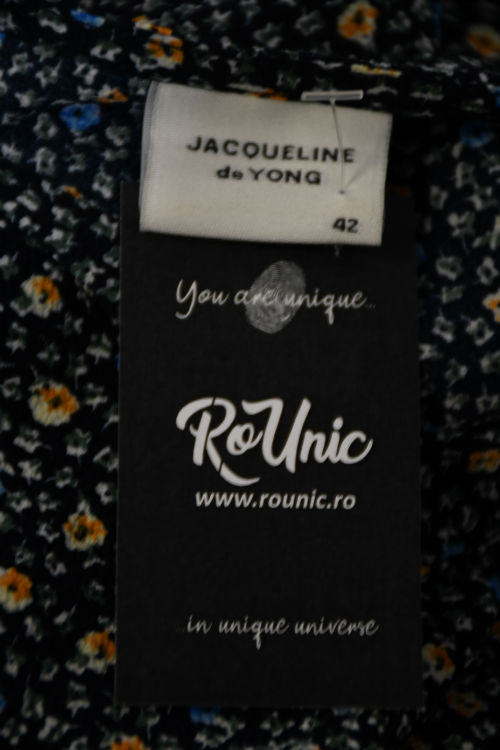 JACQUELINE
de YONG
42
You are unique...
RoUnic
www.rounic.ro
...in unique universe